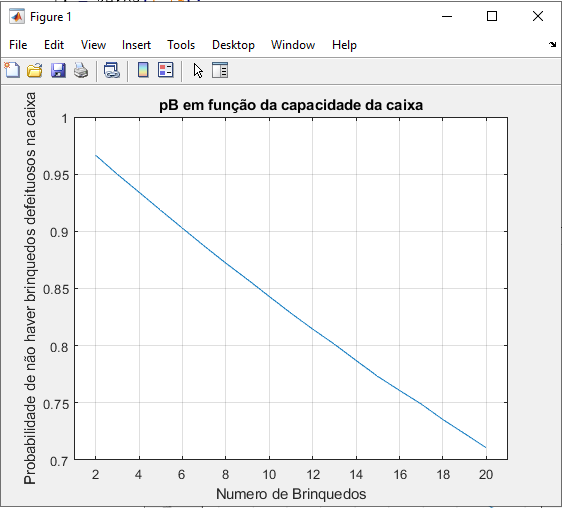 Figure 1
File Edit View Insert Tools Desktop Window Help
pB em função da capacidade da caixa
Probabilidade de não haver brinquedos defeituosos na caixa
1
0.95
0.9
0.85
0.8
0.75
0.7
2 4 6 8 10 12 14 16 18 20
Numero de Brinquedos